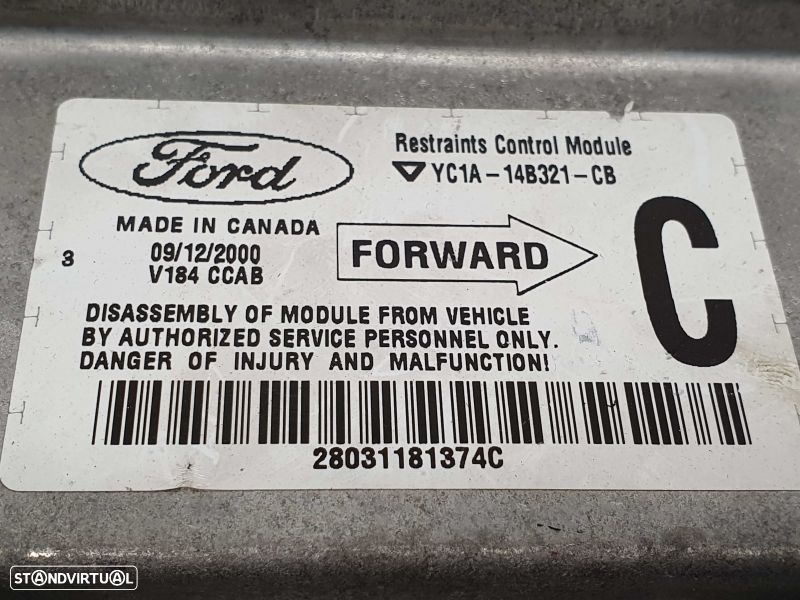 Ford
Restraints Control Module
YC1A-14B321-CB
MADE IN CANADA
3
09/12/2000
V184 CCAB
FORWARD
C
DISASSEMBLY OF MODULE FROM VEHICLE
BY AUTHORIZED SERVICE PERSONNEL ONLY.
DANGER OF INJURY AND MALFUNCTION!
28031181374C
STANDVIRTUAL